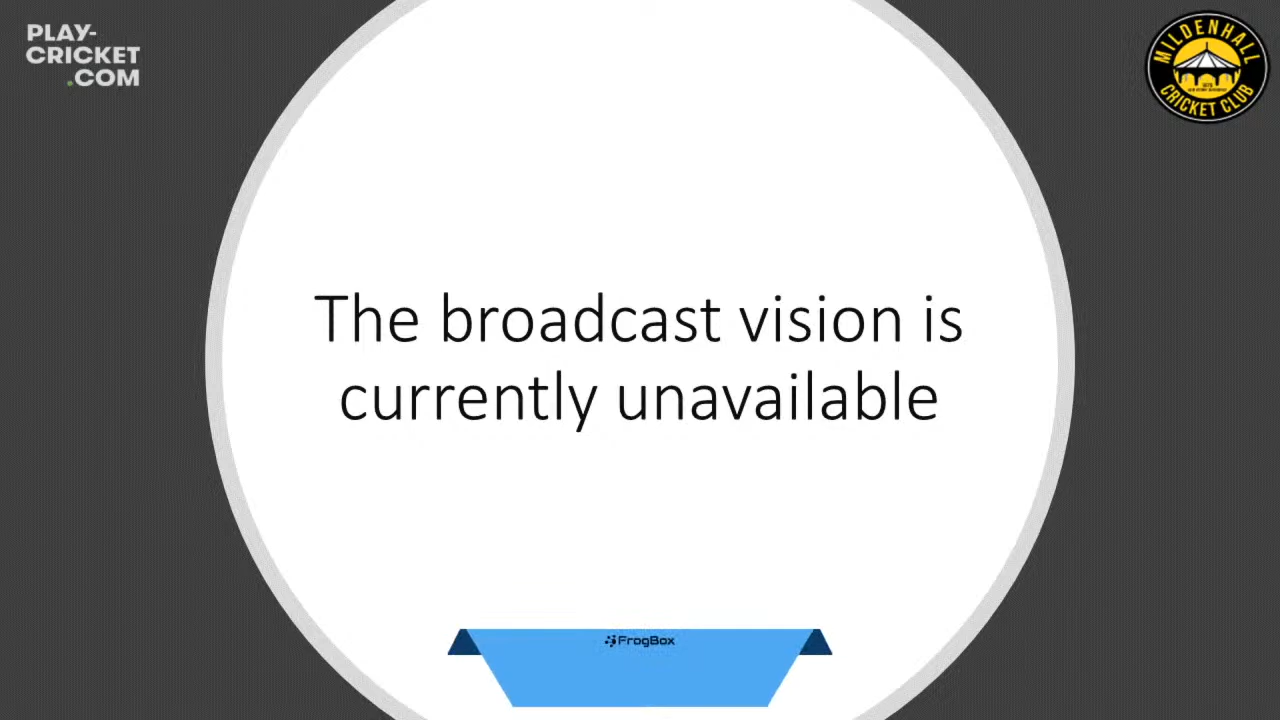 PLAY-
CRICKET
.COM
MILDENHALL
CRICKET CLUB
The broadcast vision is
currently unavailable
FrogBox